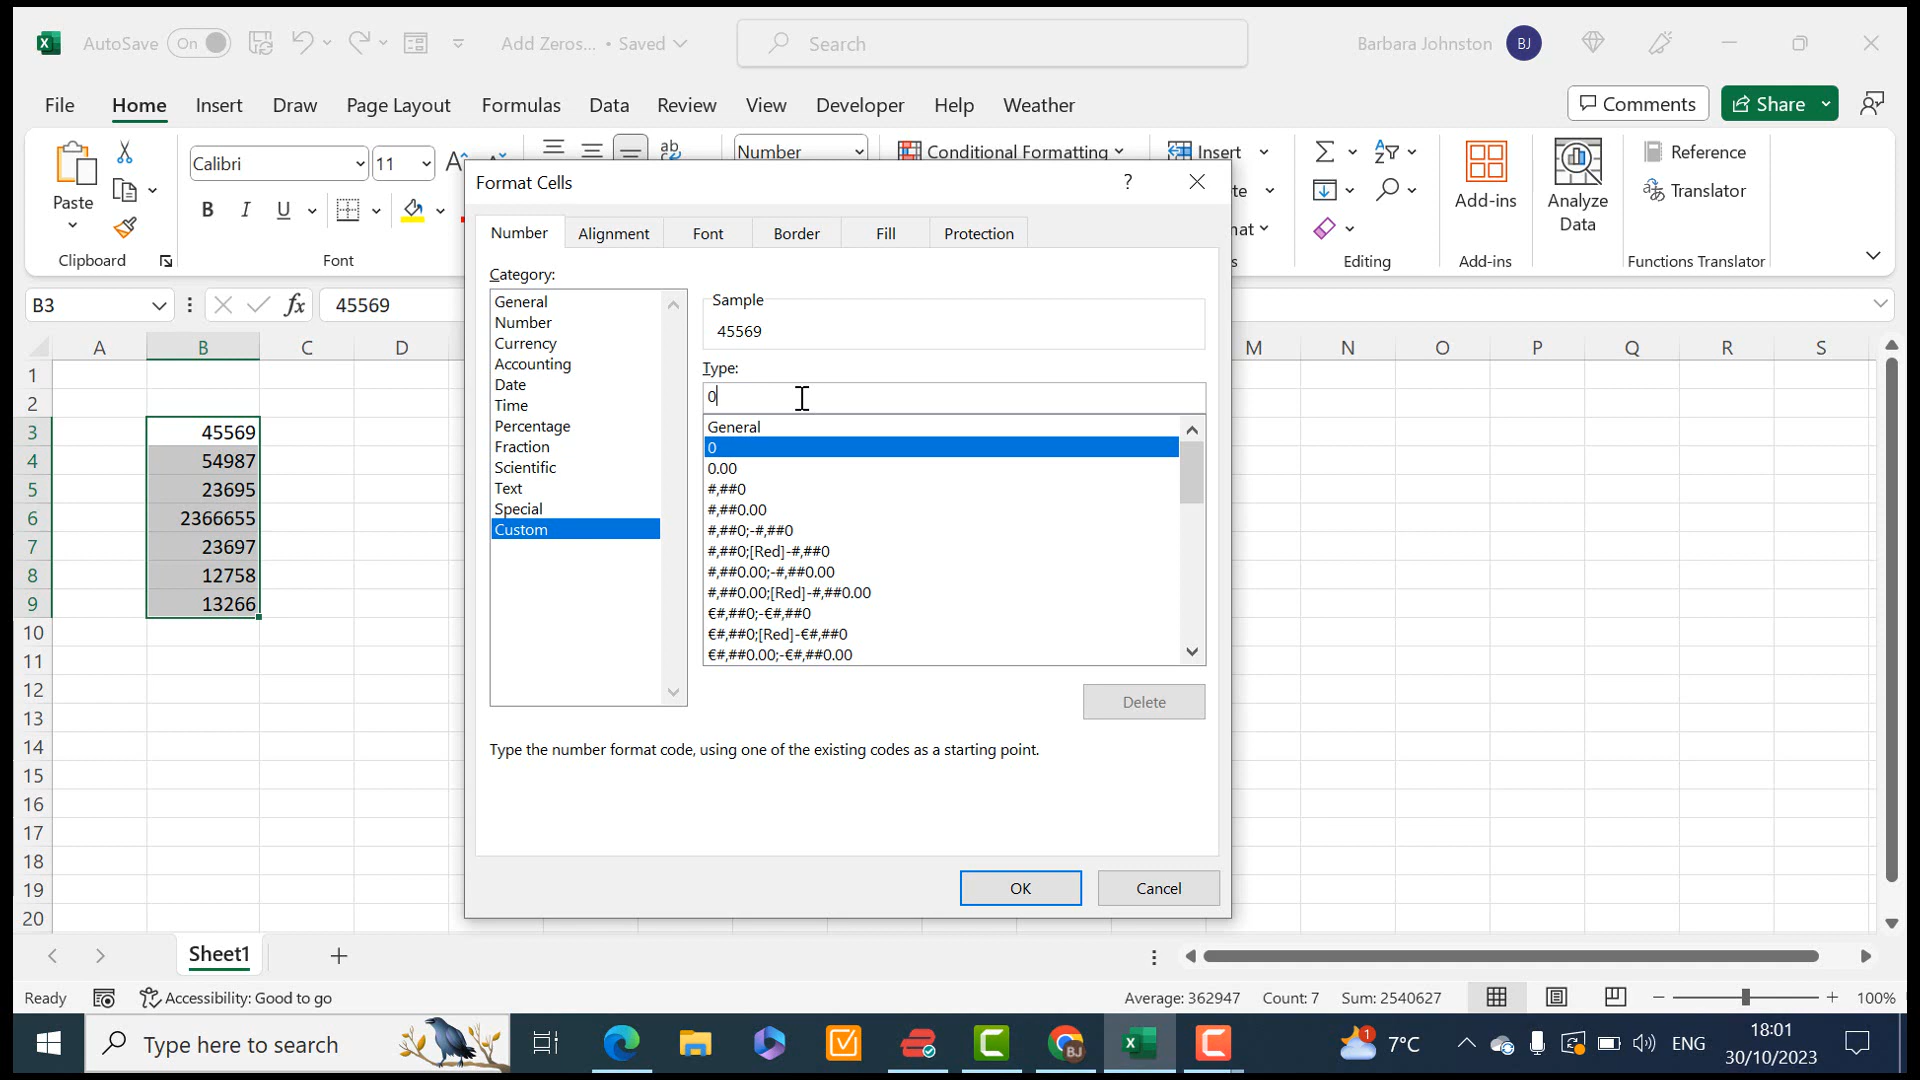 AutoSave On Add Zeros... • Saved Search Barbara Johnston BJ
File Home Insert Draw Page Layout Formulas Data Review View Developer Help Weather Comments Share
Paste
Clipboard
Calibri 11
B I U
Font
ab
Number
Conditional Formatting
Insert
Editing
Add-ins
Add-ins
Analyze
Data
Reference
Translator
Functions Translator
B3 fx 45569
A B C D M N O P Q R S
1
2
3 45569
4 54987
5 23695
6 2366655
7 23697
8 12758
9 13266
10
11
12
13
14
15
16
17
18
19
20
Format Cells ?
Number Alignment Font Border Fill Protection
Category:
General
Number
Currency
Accounting
Date
Time
Percentage
Fraction
Scientific
Text
Special
Custom
Sample
45569
Type:
0
General
0
0.00
#,##0
#,##0.00
#,##0;-#,##0
#,##0;[Red]-#,##0
#,##0.00;-#,##0.00
#,##0.00;[Red]-#,##0.00
€#,##0;-€#,##0
€#,##0;[Red]-€#,##0
€#,##0.00;-€#,##0.00
Delete
Type the number format code, using one of the existing codes as a starting point.
OK Cancel
Sheet1
Ready Accessibility: Good to go Average: 362947 Count: 7 Sum: 2540627 100%
Type here to search BJ 1 7°C ENG 18:01
30/10/2023